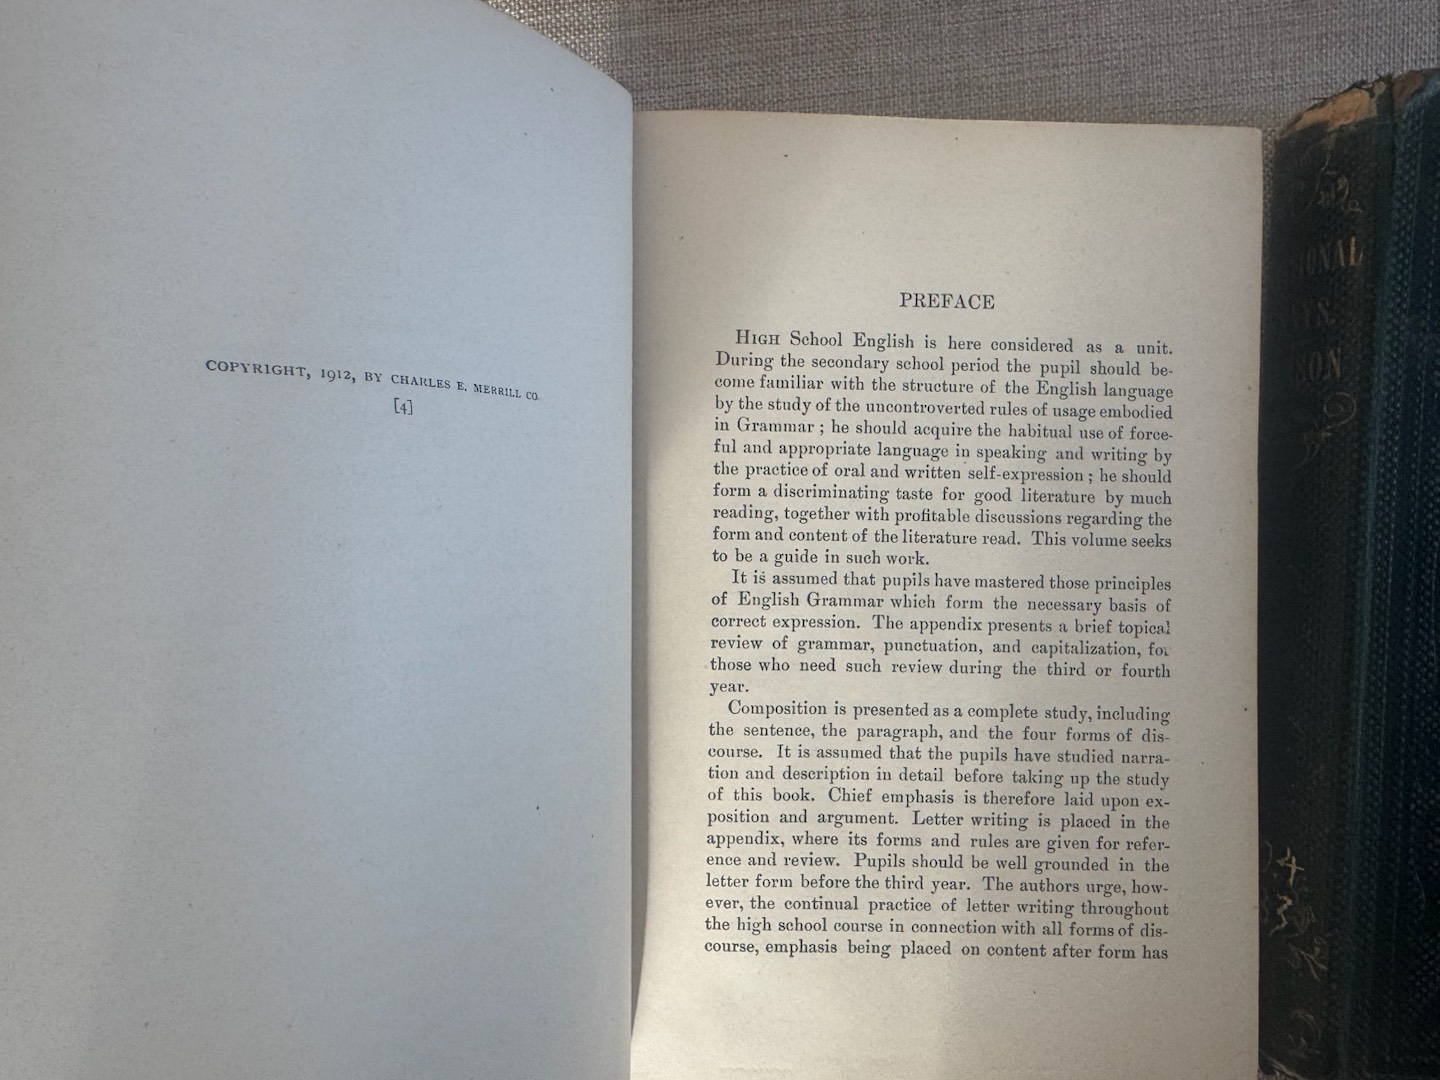 COPYRIGHT, 1912, BY CHARLES E. MERRILL CO
[4]
PREFACE
HIGH School English is here considered as a unit.
During the secondary school period the pupil should be-
come familiar with the structure of the English language
by the study of the uncontroverted rules of usage embodied
in Grammar ; he should acquire the habitual use of force-
ful and appropriate language in speaking and writing by
the practice of oral and written self-expression ; he should
form a discriminating taste for good literature by much
reading, together with profitable discussions regarding the
form and content of the literature read. This volume seeks
to be a guide in such work.
It is assumed that pupils have mastered those principles
of English Grammar which form the necessary basis of
correct expression. The appendix presents a brief topical
review of grammar, punctuation, and capitalization, for
those who need such review during the third or fourth
year.
Composition is presented as a complete study, including
the sentence, the paragraph, and the four forms of dis-
course. It is assumed that the pupils have studied narra-
tion and description in detail before taking up the study
of this book. Chief emphasis is therefore laid upon ex-
position and argument. Letter writing is placed in the
appendix, where its forms and rules are given for refer-
ence and review. Pupils should be well grounded in the
letter form before the third year. The authors urge, how-
ever, the continual practice of letter writing throughout
the high school course in connection with all forms of dis-
course, emphasis being placed on content after form has